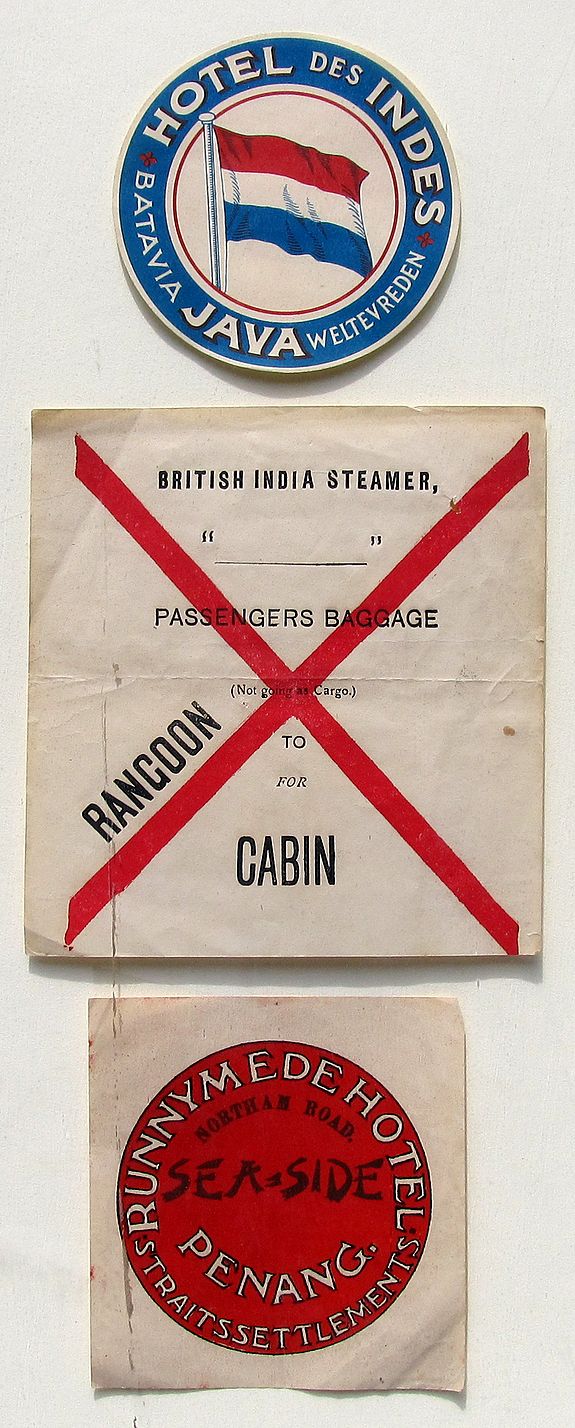 HOTEL DES INDES
BATAVIA JAVA WELTEVREDEN
BRITISH INDIA STEAMER,
“ ________ ”
PASSENGERS BAGGAGE
(Not going as Cargo.)
TO
FOR
RANGOON
CABIN
RUNNYMEDE HOTEL
NORTHAM ROAD.
SEA=SIDE
PENANG.
STRAITS SETTLEMENTS